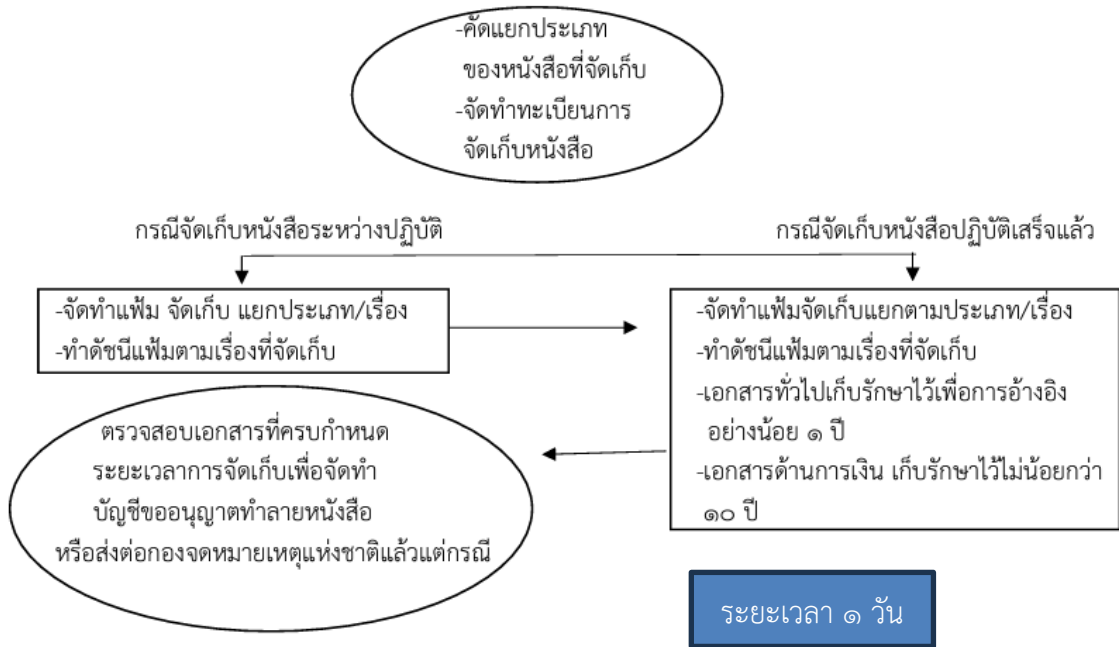 -คัดแยกประเภท
ของหนังสือที่จัดเก็บ
-จัดทำทะเบียนการ
จัดเก็บหนังสือ
กรณีจัดเก็บหนังสือระหว่างปฏิบัติ
กรณีจัดเก็บหนังสือปฏิบัติเสร็จแล้ว
-จัดทำแฟ้ม จัดเก็บ แยกประเภท/เรื่อง
-ทำดัชนีแฟ้มตามเรื่องที่จัดเก็บ
-จัดทำแฟ้มจัดเก็บแยกตามประเภท/เรื่อง
-ทำดัชนีแฟ้มตามเรื่องที่จัดเก็บ
-เอกสารทั่วไปเก็บรักษาไว้เพื่อการอ้างอิง
อย่างน้อย ๑ ปี
-เอกสารด้านการเงิน เก็บรักษาไว้ไม่น้อยกว่า
๑๐ ปี
ตรวจสอบเอกสารที่ครบกำหนด
ระยะเวลาการจัดเก็บเพื่อจัดทำ
บัญชีขออนุญาตทำลายหนังสือ
หรือส่งต่อกองจดหมายเหตุแห่งชาติแล้วแต่กรณี
ระยะเวลา ๑ วัน